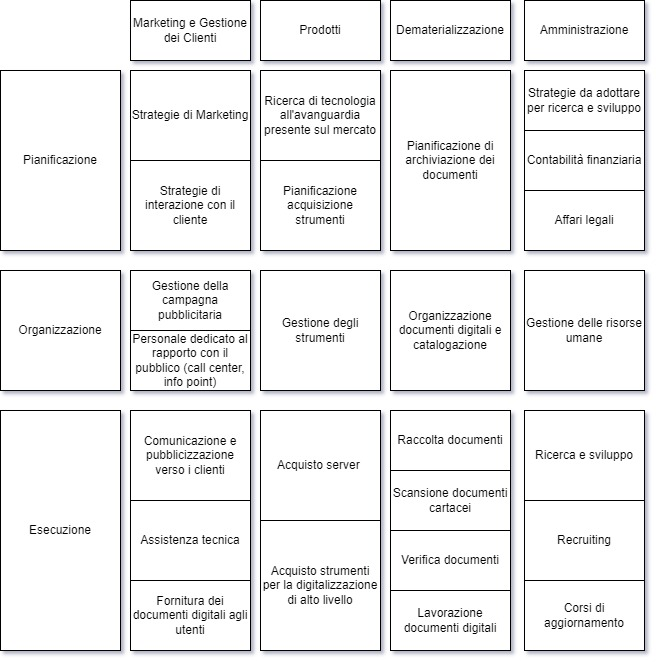 Marketing e Gestione
dei Clienti
Prodotti
Dematerializzazione
Amministrazione
Pianificazione
Strategie di Marketing
Strategie di
interazione con il
cliente
Ricerca di tecnologia
all'avanguardia
presente sul mercato
Pianificazione
acquisizione
strumenti
Pianificazione di
archiviazione dei
documenti
Strategie da adottare
per ricerca e sviluppo
Contabilità finanziaria
Affari legali
Organizzazione
Gestione della
campagna
pubblicitaria
Personale dedicato al
rapporto con il
pubblico (call center,
info point)
Gestione degli
strumenti
Organizzazione
documenti digitali e
catalogazione
Gestione delle risorse
umane
Esecuzione
Comunicazione e
pubblicizzazione
verso i clienti
Assistenza tecnica
Fornitura dei
documenti digitali agli
utenti
Acquisto server
Acquisto strumenti
per la digitalizzazione
di alto livello
Raccolta documenti
Scansione documenti
cartacei
Verifica documenti
Lavorazione
documenti digitali
Ricerca e sviluppo
Recruiting
Corsi di
aggiornamento